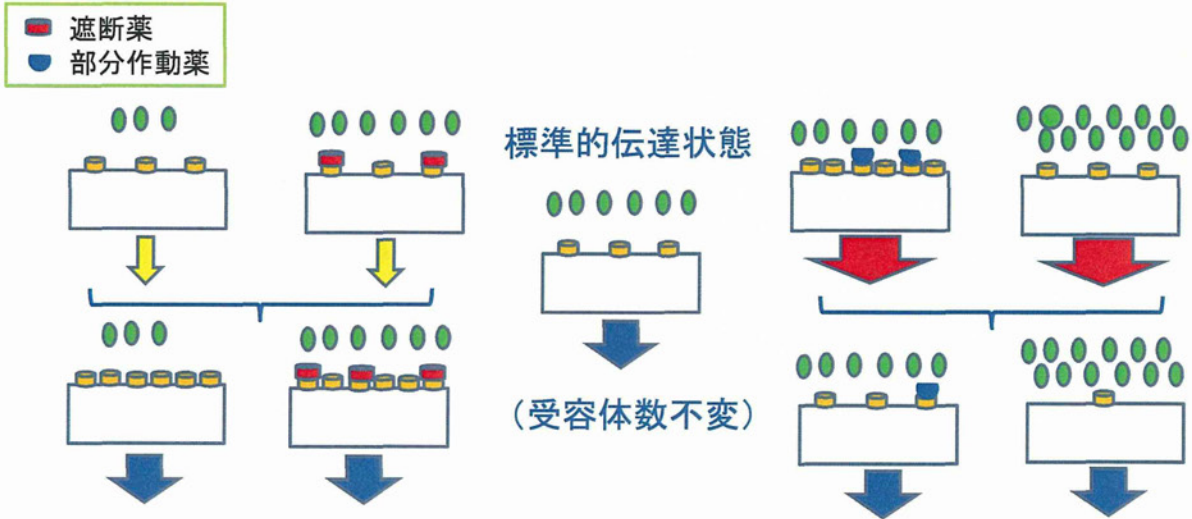 遮断薬
部分作動薬
標準的伝達状態
（受容体数不変）